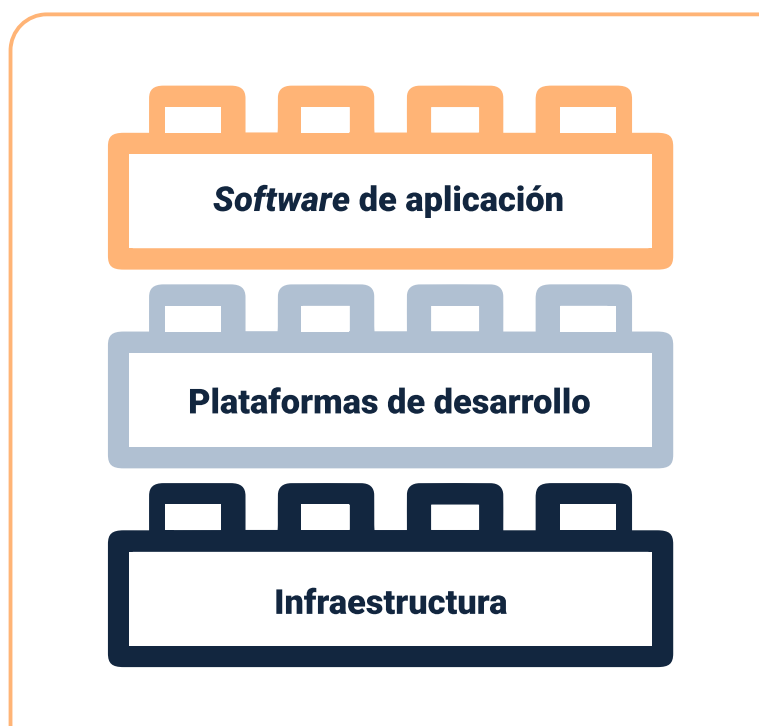 Software de aplicación
Plataformas de desarrollo
Infraestructura